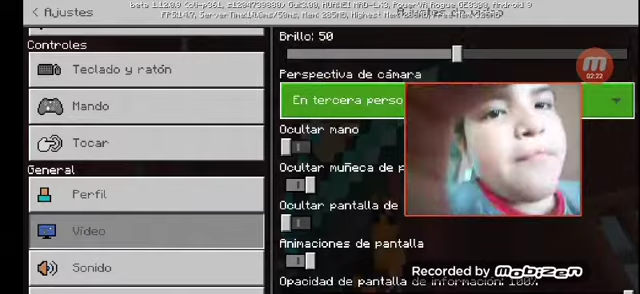 Ajustes
Controles
Teclado y ratón
Mando
Tocar
General
Perfil
Vídeo
Sonido
Brillo: 50
Perspectiva de cámara
En tercera perso
Ocultar mano
Ocultar muñeca de p
Ocultar pantalla de
Animaciones de pantalla
Opacidad de pantalla de información: 100%
02:22
Recorded by Mobizen